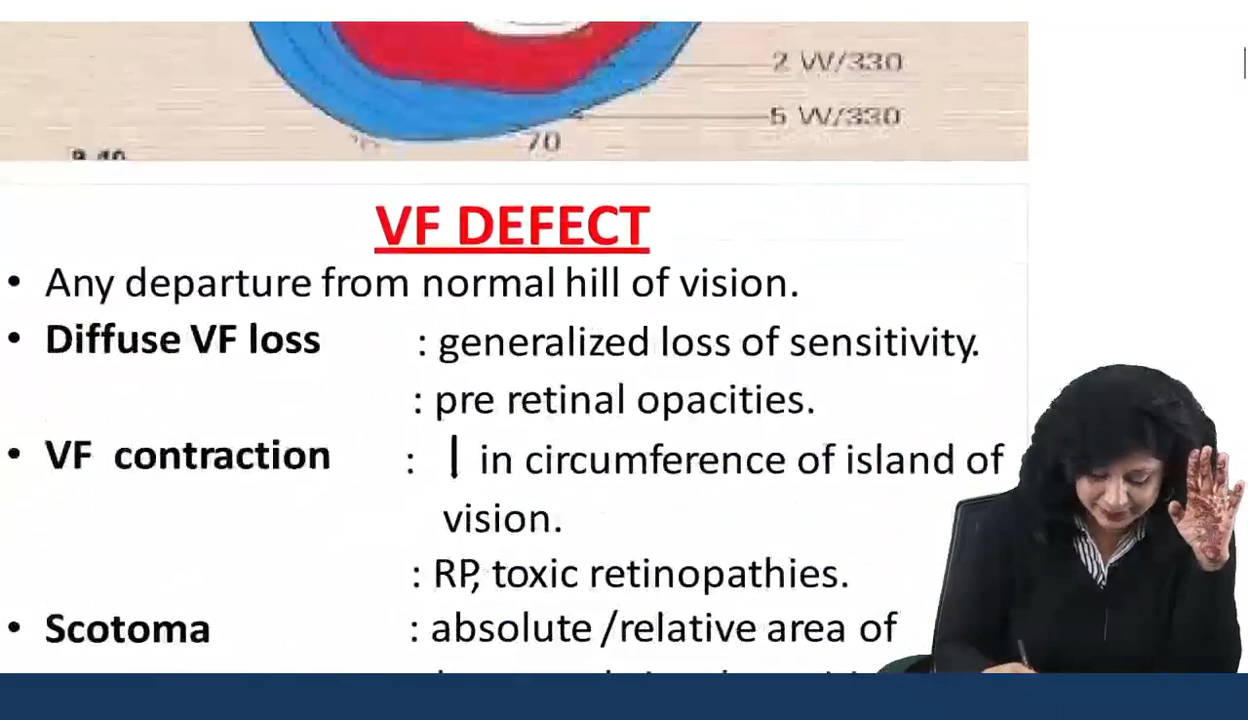 2 W/330
5 W/330
70
VF DEFECT
• Any departure from normal hill of vision.
• Diffuse VF loss : generalized loss of sensitivity.
: pre retinal opacities.
• VF contraction : ↓ in circumference of island of
vision.
: RP, toxic retinopathies.
• Scotoma : absolute /relative area of